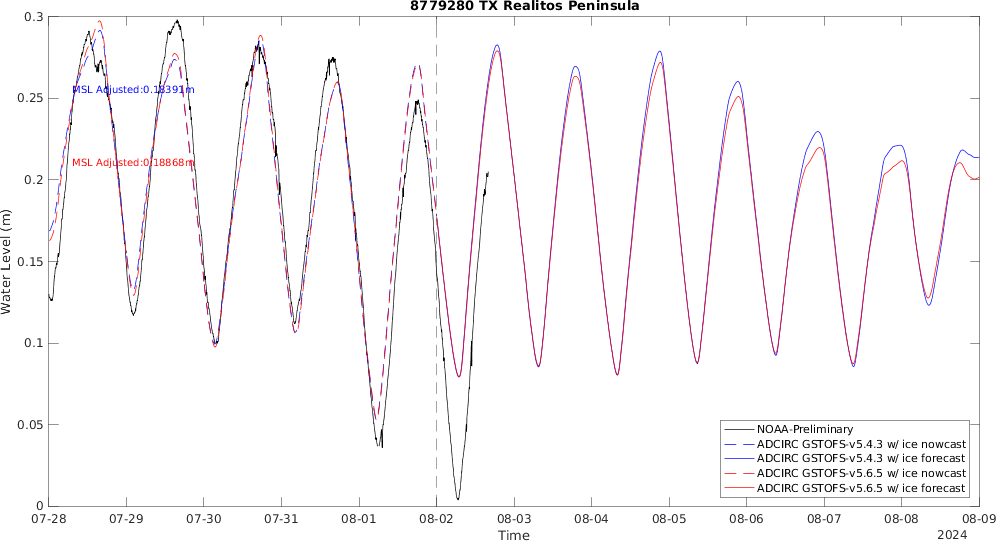 8779280 TX Realitos Peninsula
0.3
0.25
0.2
0.15
0.1
0.05
0
Water Level (m)
MSL Adjusted:0.18391m
MSL Adjusted:0.18868m
NOAA-Preliminary
ADCIRC GSTOFS-v5.4.3 w/ ice nowcast
ADCIRC GSTOFS-v5.4.3 w/ ice forecast
ADCIRC GSTOFS-v5.6.5 w/ ice nowcast
ADCIRC GSTOFS-v5.6.5 w/ ice forecast
07-28 07-29 07-30 07-31 08-01 08-02 08-03 08-04 08-05 08-06 08-07 08-08 08-09
Time
2024